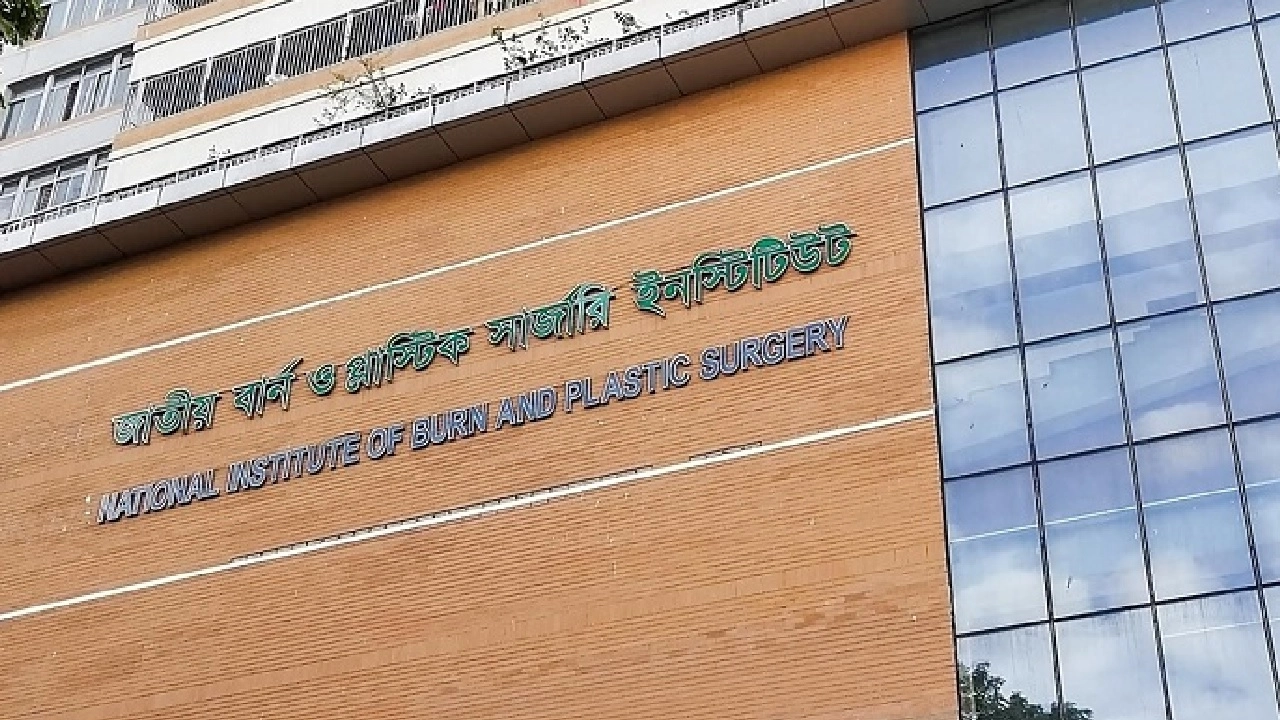 জাতীয় বার্ন ও প্লাস্টিক সার্জারি ইনস্টিটিউট
NATIONAL INSTITUTE OF BURN AND PLASTIC SURGERY